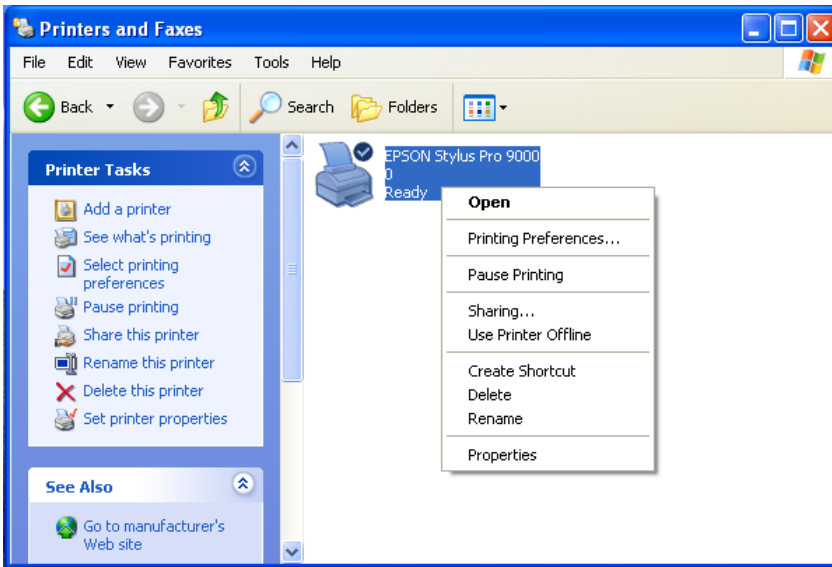 Printers and Faxes
File Edit View Favorites Tools Help
Back Search Folders
Printer Tasks
Add a printer
See what's printing
Select printing
preferences
Pause printing
Share this printer
Rename this printer
Delete this printer
Set printer properties
See Also
Go to manufacturer's
Web site
EPSON Stylus Pro 9000
0
Ready
Open
Printing Preferences...
Pause Printing
Sharing...
Use Printer Offline
Create Shortcut
Delete
Rename
Properties